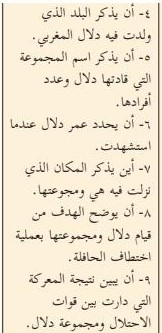 ٤- أن يذكر البلد الذي
ولدت فيه دلال المغربي.
٥- أن يذكر اسم المجموعة
التي قادتها دلال وعدد
أفرادها.
٦- أن يحدد عمر دلال عندما
استشهدت.
٧- أين يذكر المكان الذي
نزلت فيه هي ومجوعتها.
٨- أن يوضح الهدف من
قيام دلال ومجموعتها بعملية
اختطاف الحافلة.
٩- أن يبين نتيجة المعركة
التي دارت بين قوات
الاحتلال ومجموعة دلال.